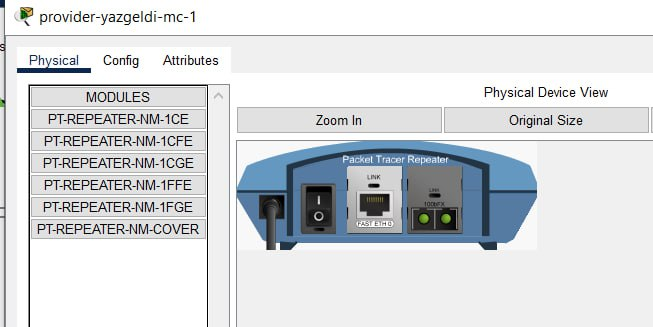 provider-yazgeldi-mc-1
Physical Config Attributes
MODULES
PT-REPEATER-NM-1CE
PT-REPEATER-NM-1CFE
PT-REPEATER-NM-1CGE
PT-REPEATER-NM-1FFE
PT-REPEATER-NM-1FGE
PT-REPEATER-NM-COVER
Physical Device View
Zoom In
Original Size
Packet Tracer Repeater
LINK
LINK
100bFX
FAST ETH 0